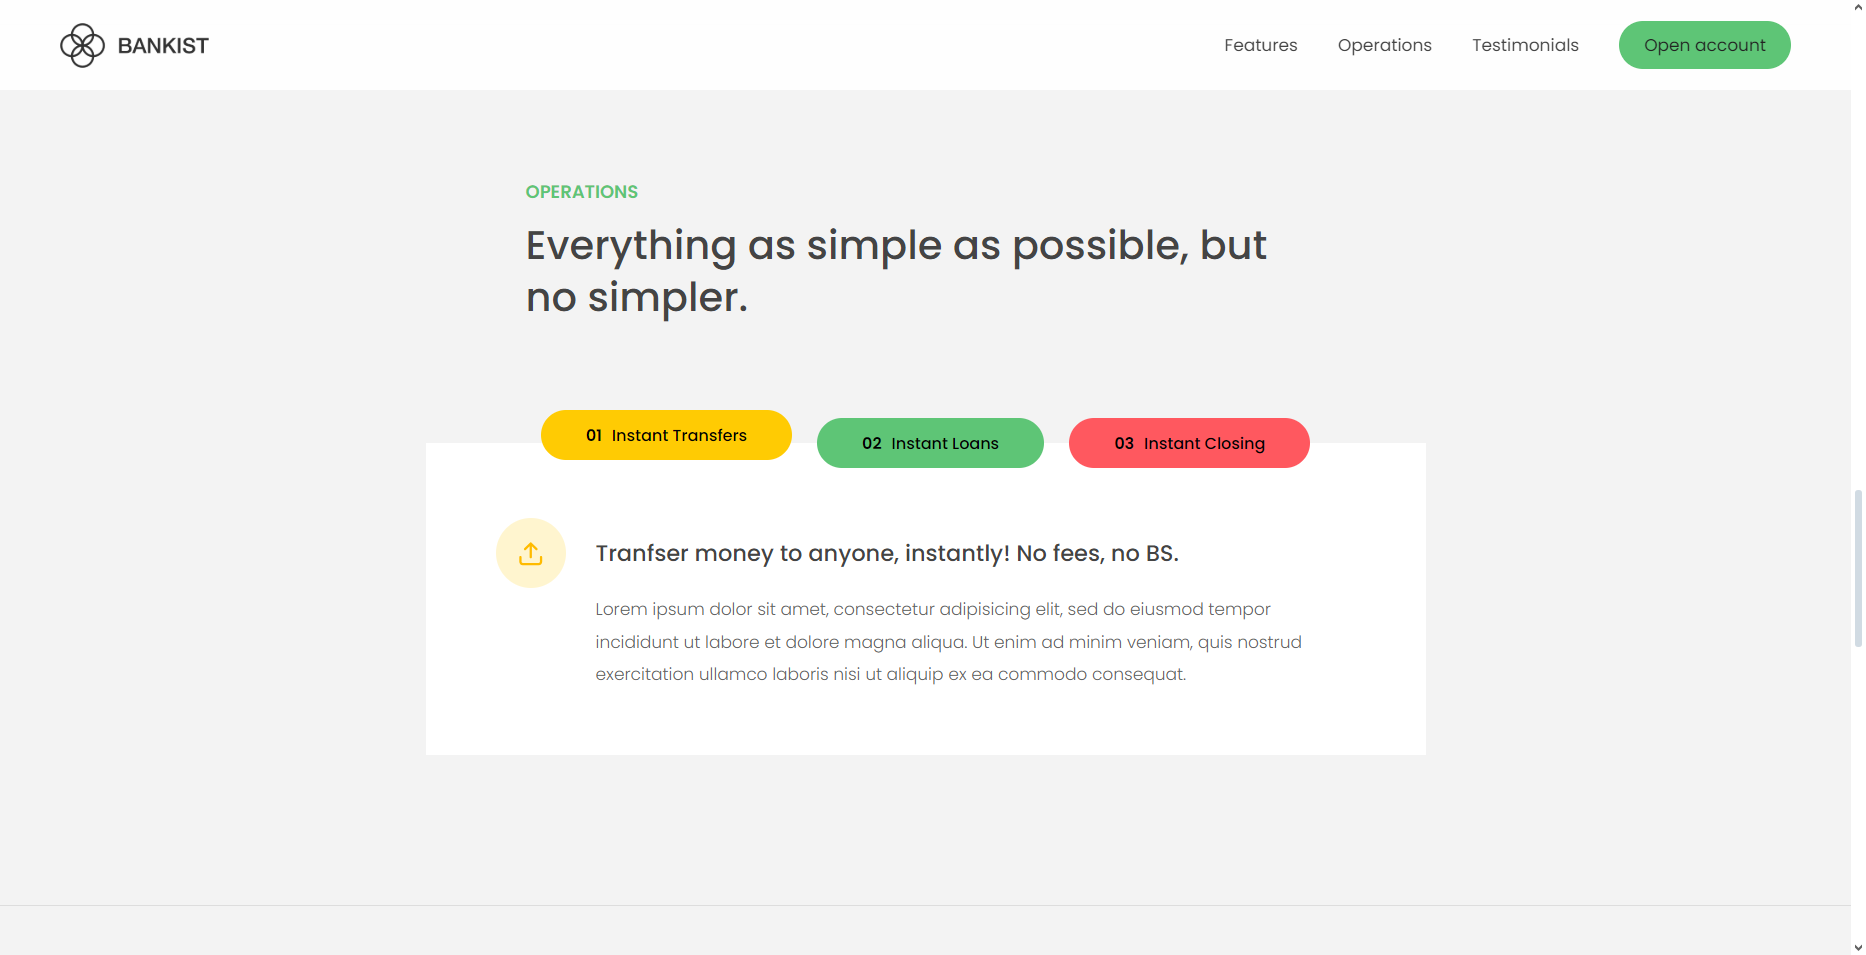 BANKIST
Features Operations Testimonials Open account
OPERATIONS
Everything as simple as possible, but
no simpler.
01 Instant Transfers
02 Instant Loans
03 Instant Closing
Tranfser money to anyone, instantly! No fees, no BS.
Lorem ipsum dolor sit amet, consectetur adipisicing elit, sed do eiusmod tempor
incididunt ut labore et dolore magna aliqua. Ut enim ad minim veniam, quis nostrud
exercitation ullamco laboris nisi ut aliquip ex ea commodo consequat.